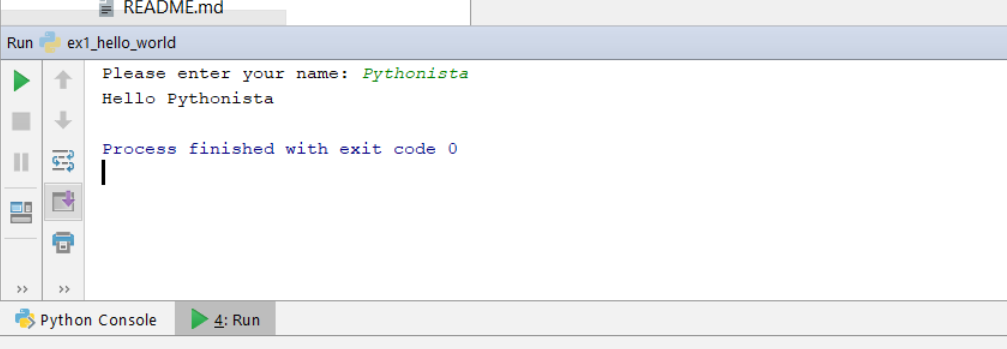 README.md
Run ex1_hello_world
Please enter your name: Pythonista
Hello Pythonista
Process finished with exit code 0
Python Console 4: Run